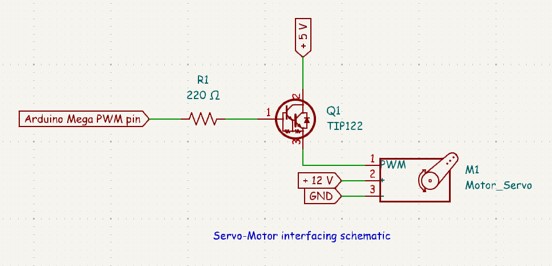 + 5 V
R1
220 Ω
Arduino Mega PWM pin
1
2
3
Q1
TIP122
1
PWM
2
+
3
-
+ 12 V
GND
M1
Motor_Servo
Servo-Motor interfacing schematic